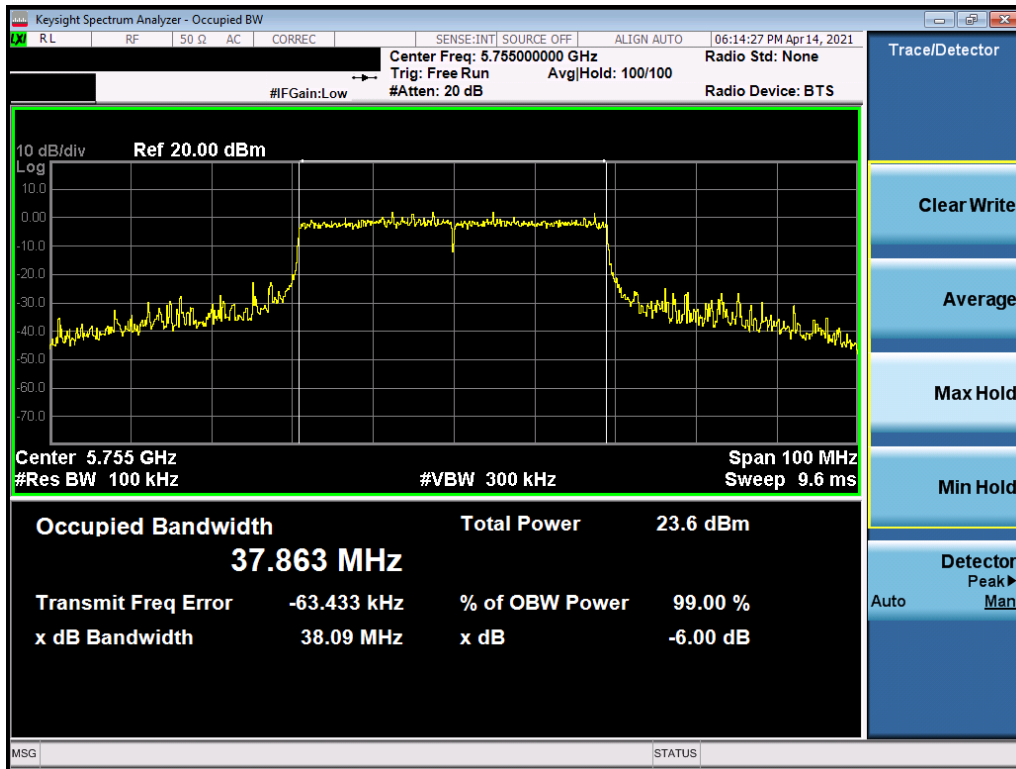 Keysight Spectrum Analyzer - Occupied BW
LXI RL RF 50 Ω AC CORREC SENSE:INT SOURCE OFF ALIGN AUTO 06:14:27 PM Apr 14, 2021
Center Freq: 5.755000000 GHz Radio Std: None
Trig: Free Run Avg|Hold: 100/100
#IFGain:Low #Atten: 20 dB Radio Device: BTS
10 dB/div Ref 20.00 dBm
Log
10.0
0.00
-10.0
-20.0
-30.0
-40.0
-50.0
-60.0
-70.0
Center 5.755 GHz Span 100 MHz
#Res BW 100 kHz #VBW 300 kHz Sweep 9.6 ms
Occupied Bandwidth Total Power 23.6 dBm
37.863 MHz
Transmit Freq Error -63.433 kHz % of OBW Power 99.00 %
x dB Bandwidth 38.09 MHz x dB -6.00 dB
MSG STATUS
Trace/Detector
Clear Write
Average
Max Hold
Min Hold
Detector
Peak▶
Auto Man